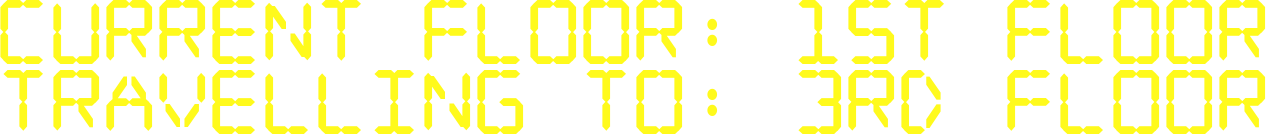 CURRENT FLOOR: 1ST FLOOR
TRAVELLING TO: 3RD FLOOR